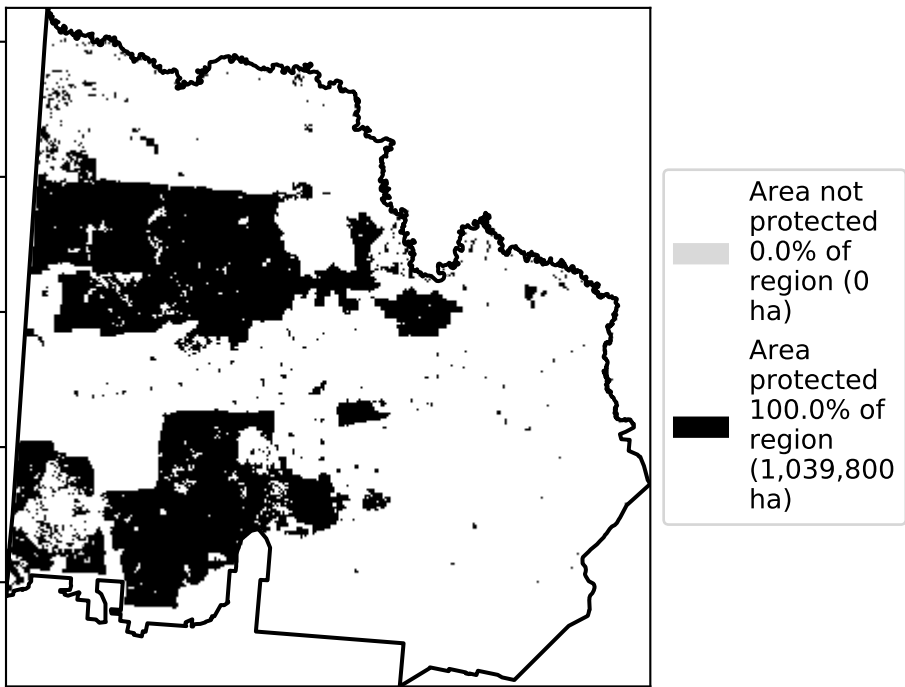 Area not
protected
0.0% of
region (0
ha)
Area
protected
100.0% of
region
(1,039,800
ha)